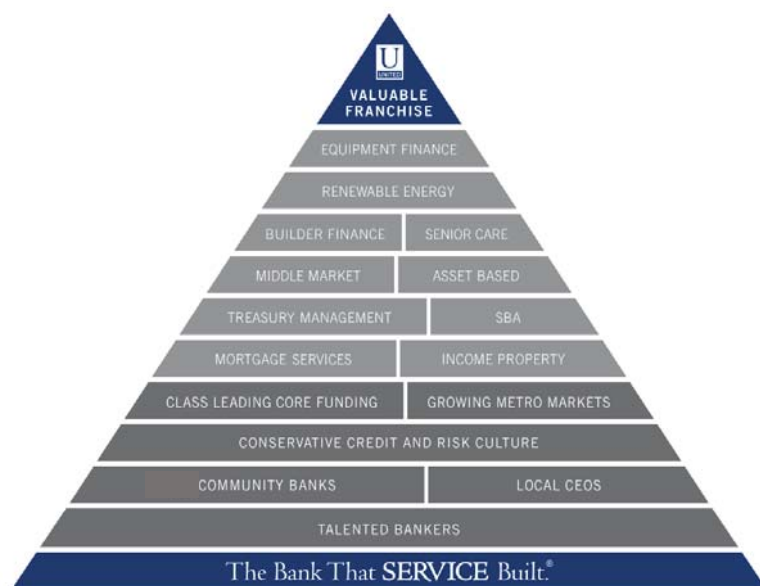 U
UNITED
VALUABLE
FRANCHISE
EQUIPMENT FINANCE
RENEWABLE ENERGY
BUILDER FINANCE SENIOR CARE
MIDDLE MARKET ASSET BASED
TREASURY MANAGEMENT SBA
MORTGAGE SERVICES INCOME PROPERTY
CLASS LEADING CORE FUNDING GROWING METRO MARKETS
CONSERVATIVE CREDIT AND RISK CULTURE
COMMUNITY BANKS LOCAL CEOS
TALENTED BANKERS
The Bank That SERVICE Built.®